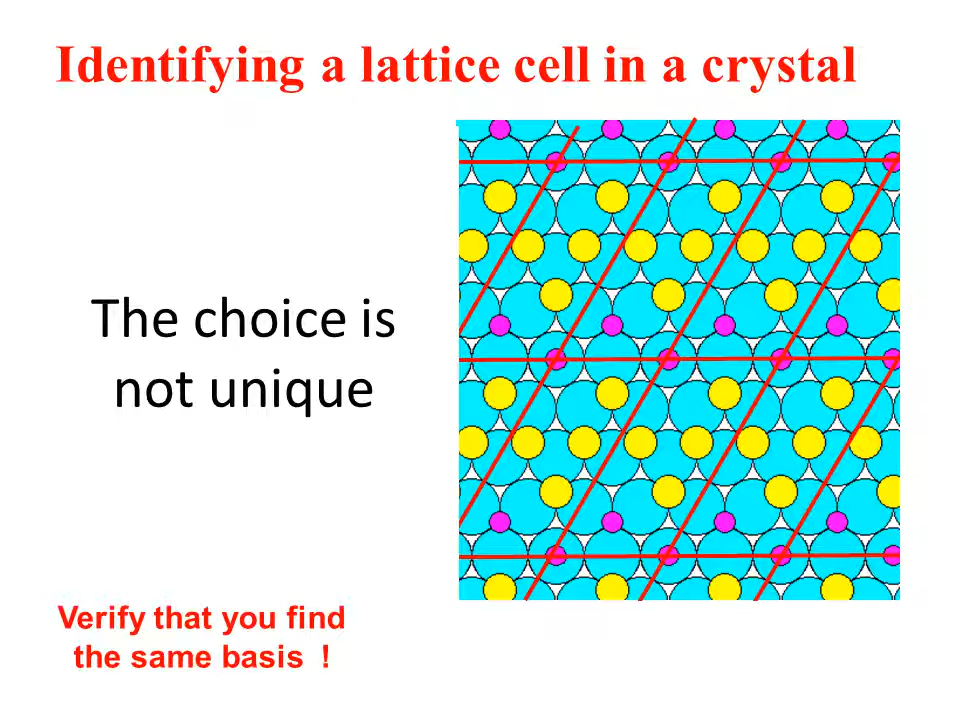 Identifying a lattice cell in a crystal
The choice is
not unique
Verify that you find
the same basis  !